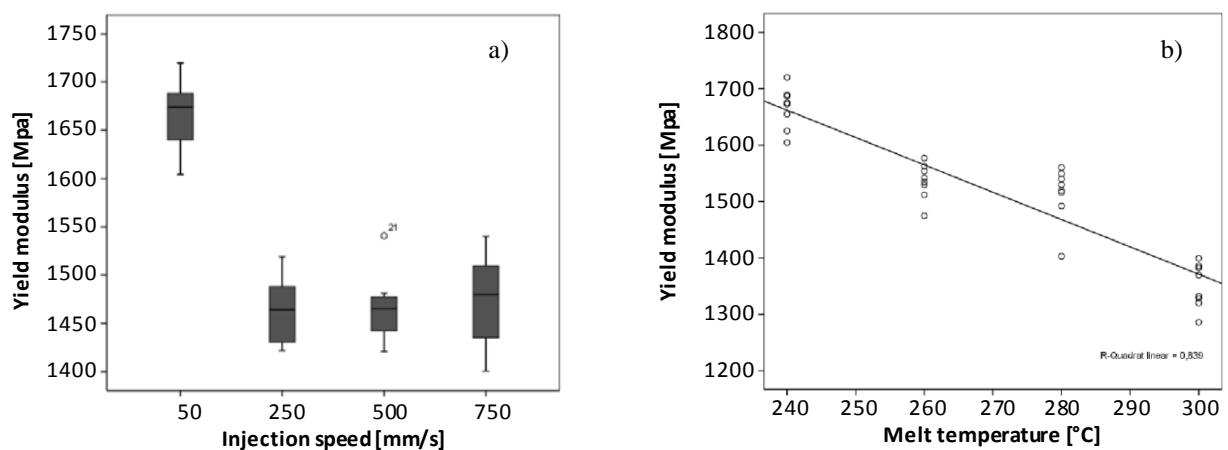 a)
Yield modulus [Mpa]
1750
1700
1650
1600
1550
1500
1450
1400
21
50 250 500 750
Injection speed [mm/s]
b)
Yield modulus [Mpa]
1800
1700
1600
1500
1400
1300
1200
R-Quadrat linear = 0,839
240 250 260 270 280 290 300
Melt temperature [°C]